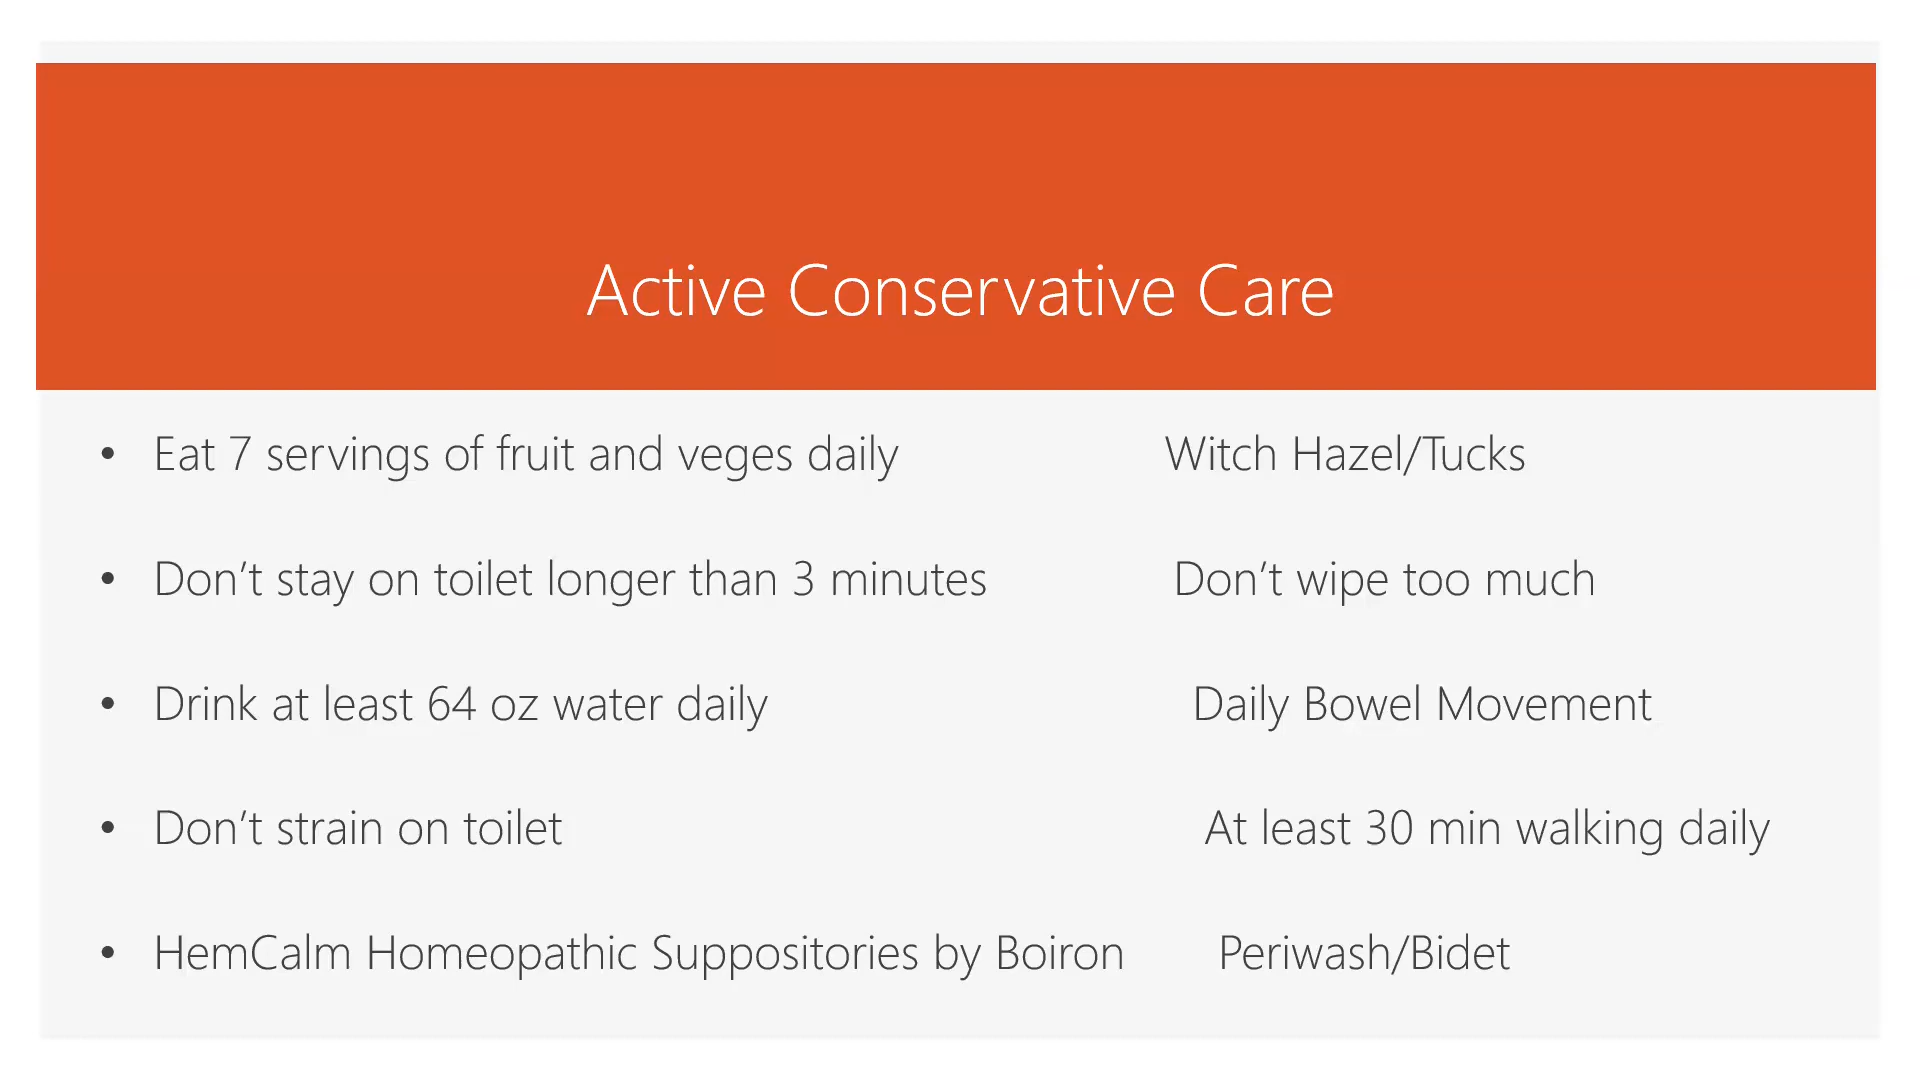 Active Conservative Care
• Eat 7 servings of fruit and veges daily Witch Hazel/Tucks
• Don’t stay on toilet longer than 3 minutes Don’t wipe too much
• Drink at least 64 oz water daily Daily Bowel Movement
• Don’t strain on toilet At least 30 min walking daily
• HemCalm Homeopathic Suppositories by Boiron Periwash/Bidet